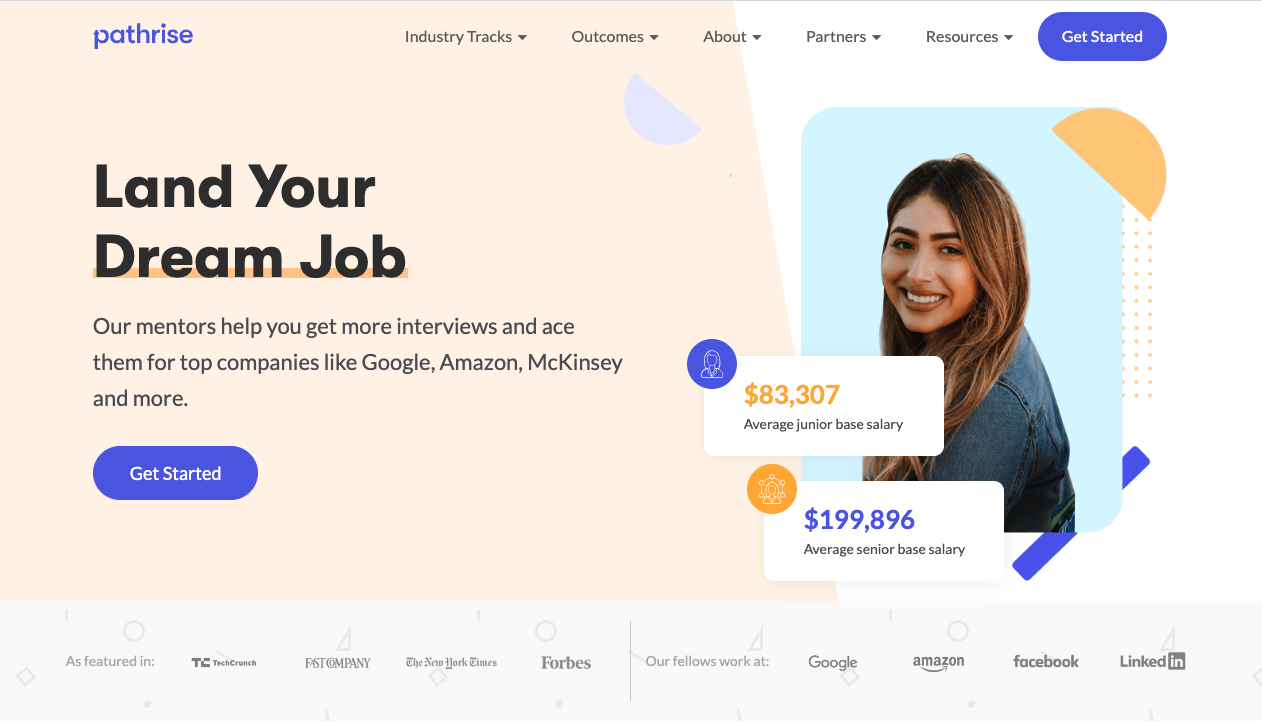 pathrise
Industry Tracks
Outcomes
About
Partners
Resources
Get Started
Land Your
Dream Job
Our mentors help you get more interviews and ace
them for top companies like Google, Amazon, McKinsey
and more.
Get Started
$83,307
Average junior base salary
$199,896
Average senior base salary
As featured in:
TC TechCrunch
FAST COMPANY
The New York Times
Forbes
Our fellows work at:
Google
amazon
facebook
Linked in